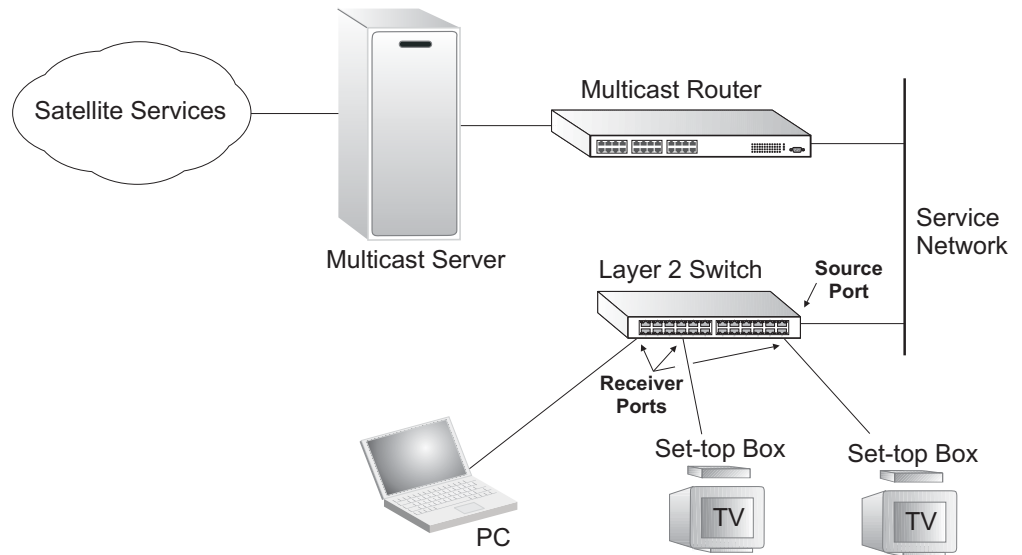 Satellite Services
Multicast Server
Multicast Router
Service
Network
Layer 2 Switch
Source
Port
Receiver
Ports
PC
Set-top Box
TV
Set-top Box
TV